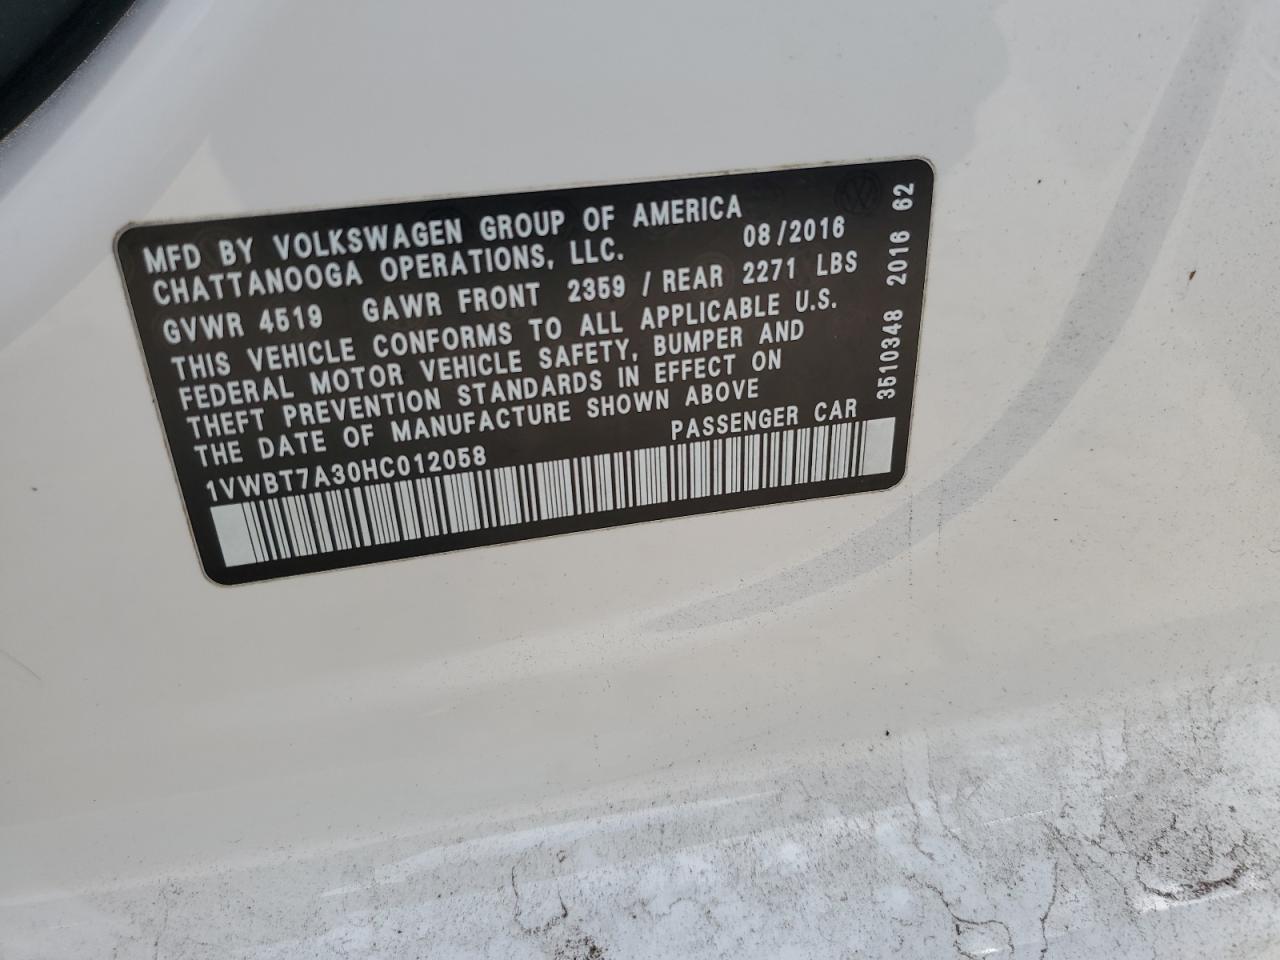 MFD BY VOLKSWAGEN GROUP OF AMERICA
CHATTANOOGA OPERATIONS, LLC. 08/2016
GVWR 4519 GAWR FRONT 2359 / REAR 2271 LBS
THIS VEHICLE CONFORMS TO ALL APPLICABLE U.S.
FEDERAL MOTOR VEHICLE SAFETY, BUMPER AND
THEFT PREVENTION STANDARDS IN EFFECT ON
THE DATE OF MANUFACTURE SHOWN ABOVE
1VWBT7A30HC012058 PASSENGER CAR
3510348 2016 62